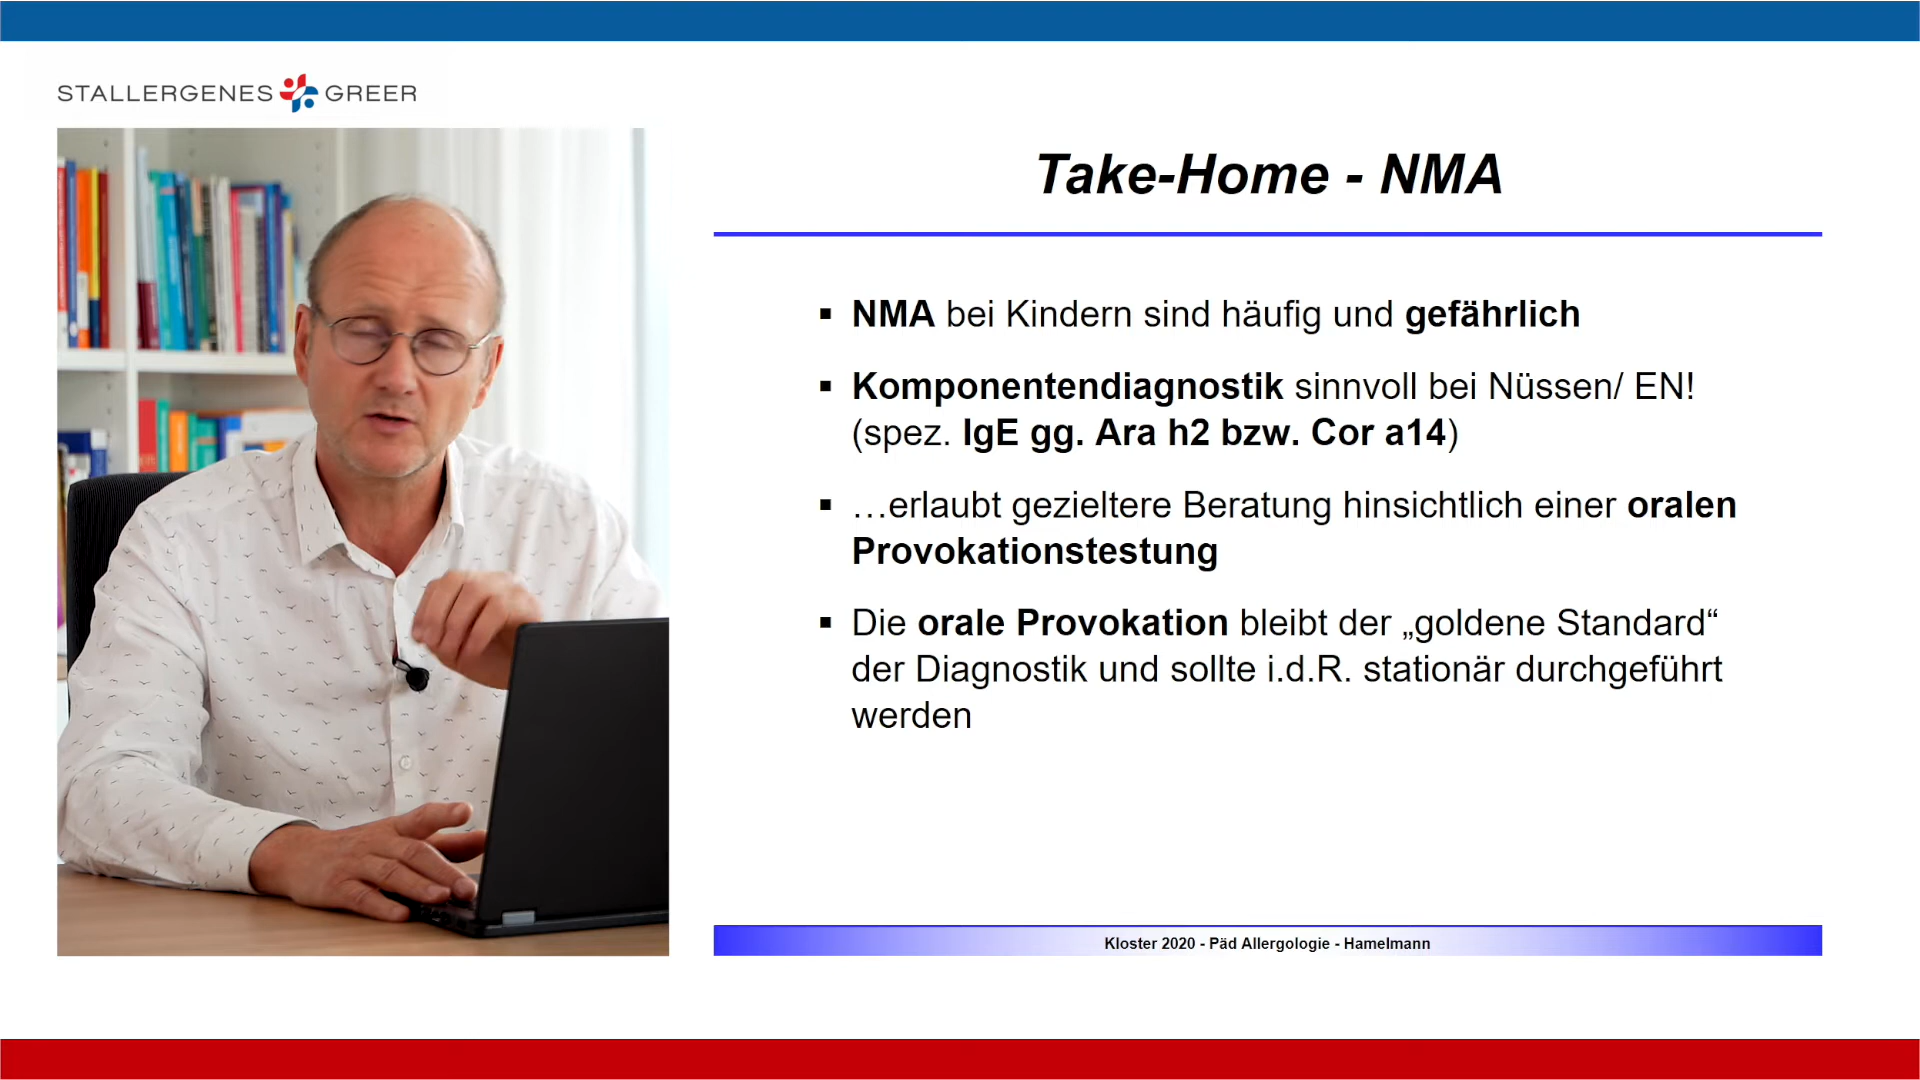 STALLERGENES GREER
Take-Home - NMA
▪ NMA bei Kindern sind häufig und gefährlich
▪ Komponentendiagnostik sinnvoll bei Nüssen/ EN!
(spez. IgE gg. Ara h2 bzw. Cor a14)
▪ …erlaubt gezieltere Beratung hinsichtlich einer oralen
Provokationstestung
▪ Die orale Provokation bleibt der „goldene Standard“
der Diagnostik und sollte i.d.R. stationär durchgeführt
werden
Kloster 2020 - Päd Allergologie - Hamelmann